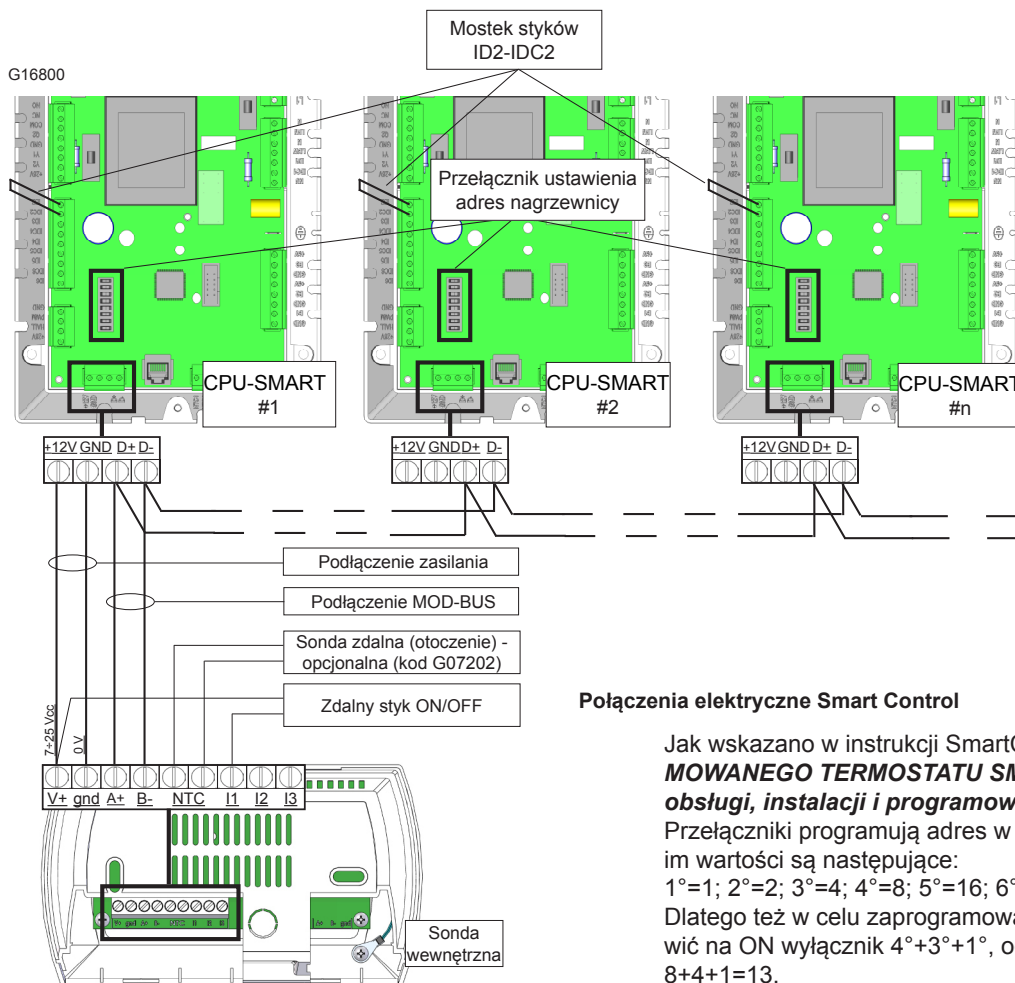 Mostek styków
ID2-IDC2
G16800
Przełącznik ustawienia
adres nagrzewnicy
CPU-SMART
#1
CPU-SMART
#2
CPU-SMART
#n
+12V GND D+ D-
+12V GND D+ D-
+12V GND D+ D-
Podłączenie zasilania
Podłączenie MOD-BUS
Sonda zdalna (otoczenie) -
opcjonalna (kod G07202)
Zdalny styk ON/OFF
7÷25 Vcc
0 V
V+ gnd A+ B- NTC I1 I2 I3
Sonda
wewnętrzna
Połączenia elektryczne Smart Control
Jak wskazano w instrukcji
MOWANEGO TERMOSTATU
obsługi, instalacji i
Przełączniki programują adres w
im wartości są następujące:
1°=1; 2°=2; 3°=4; 4°=8; 5°=16; 6°
Dlatego też w celu
wić na ON wyłącznik 4°+3°+1°,
8+4+1=13.